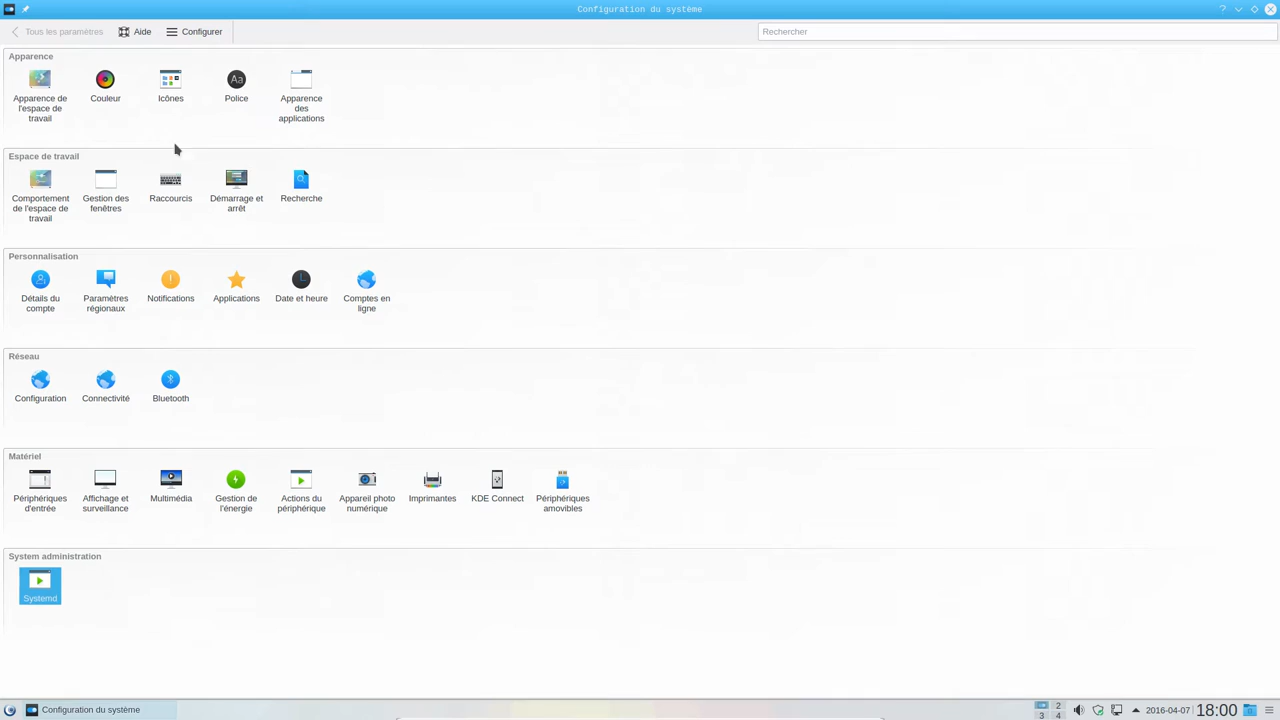 Configuration du système
Tous les paramètres
Aide
Configurer
Rechercher
Apparence
Apparence de
l'espace de
travail
Couleur
Icônes
Aa
Police
Apparence
des
applications
Espace de travail
Comportement
de l'espace de
travail
Gestion des
fenêtres
Raccourcis
Démarrage et
arrêt
Recherche
Personnalisation
Détails du
compte
Paramètres
régionaux
Notifications
Applications
Date et heure
Comptes en
ligne
Réseau
Configuration
Connectivité
Bluetooth
Matériel
Périphériques
d'entrée
Affichage et
surveillance
Multimédia
Gestion de
l'énergie
Actions du
périphérique
Appareil photo
numérique
Imprimantes
KDE Connect
Périphériques
amovibles
System administration
Systemd
Configuration du système
2
3 4
2016-04-07
18:00